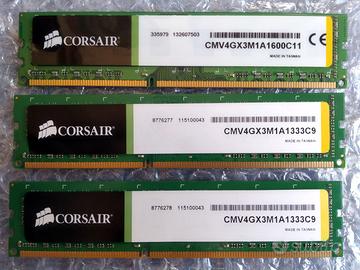 CORSAIR
335979 132607503
CMV4GX3M1A1600C11
MADE IN TAIWAN
CE
CORSAIR
8776277 115100043
CMV4GX3M1A1333C9
MADE IN TAIWAN
CORSAIR
8776278 115100043
CMV4GX3M1A1333C9
MADE IN TAIWAN